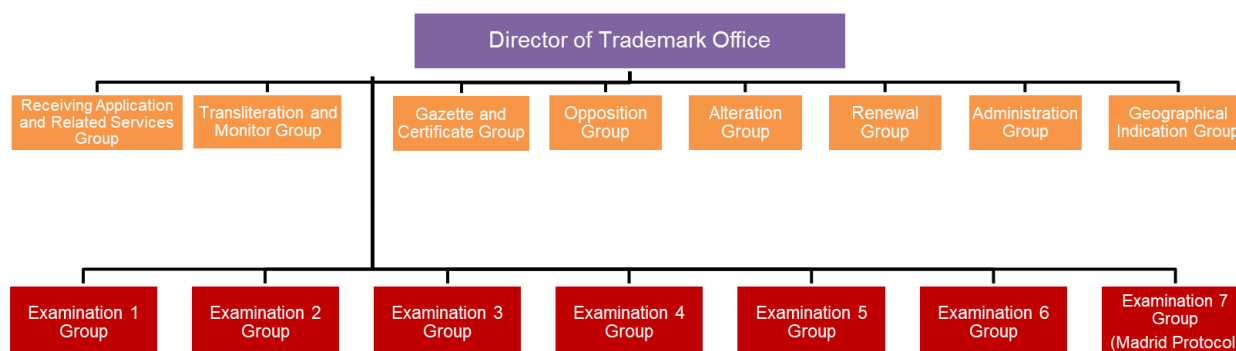 Director of Trademark Office
Receiving Application
and Related Services
Group
Transliteration and
Monitor Group
Gazette and
Certificate Group
Opposition
Group
Alteration
Group
Renewal
Group
Administration
Group
Geographical
Indication Group
Examination 1
Group
Examination 2
Group
Examination 3
Group
Examination 4
Group
Examination 5
Group
Examination 6
Group
Examination 7
Group
(Madrid Protocol